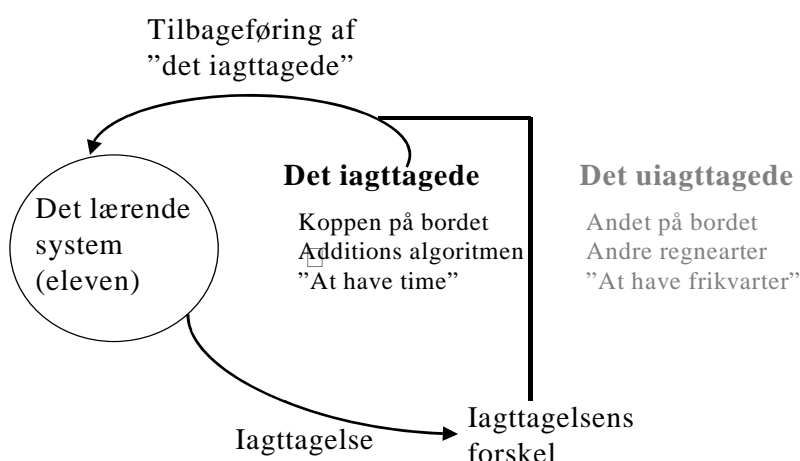 Tilbageføring af
”det iagttagede”
Det iagttagede
Det uiagttagede
Det lærende
system
(eleven)
Koppen på bordet
Additions algoritmen
”At have time”
Andet på bordet
Andre regnearter
”At have frikvarter”
Iagttagelse
Iagttagelsens
forskel